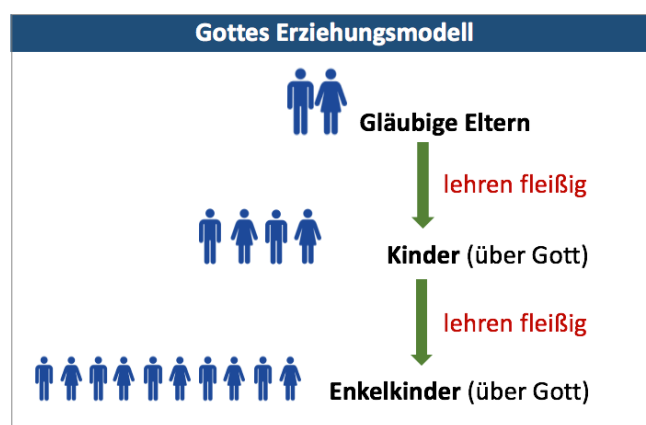 Gottes Erziehungsmodell
Gläubige Eltern
lehren fleißig
Kinder (über Gott)
lehren fleißig
Enkelkinder (über Gott)